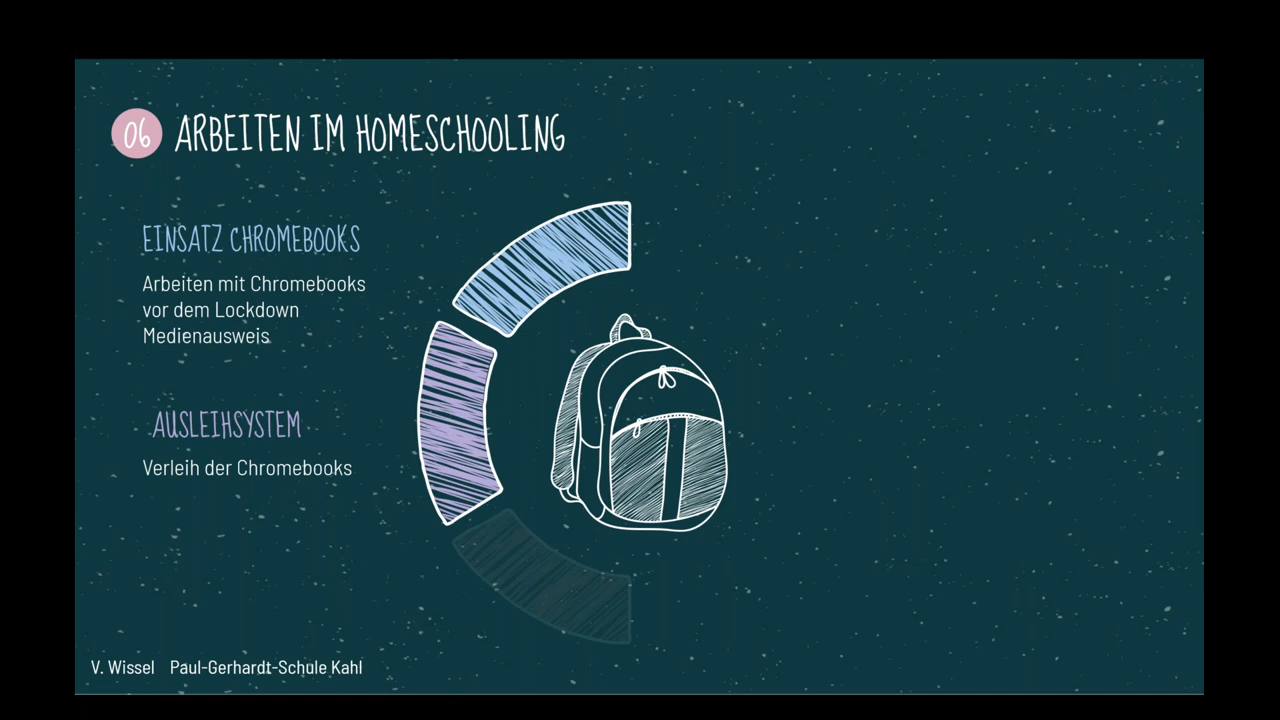 06 ARBEITEN IM HOMESCHOOLING
EINSATZ CHROMEBOOKS
Arbeiten mit Chromebooks
vor dem Lockdown
Medienausweis
AUSLEIHSYSTEM
Verleih der Chromebooks
V. Wissel Paul-Gerhardt-Schule Kahl